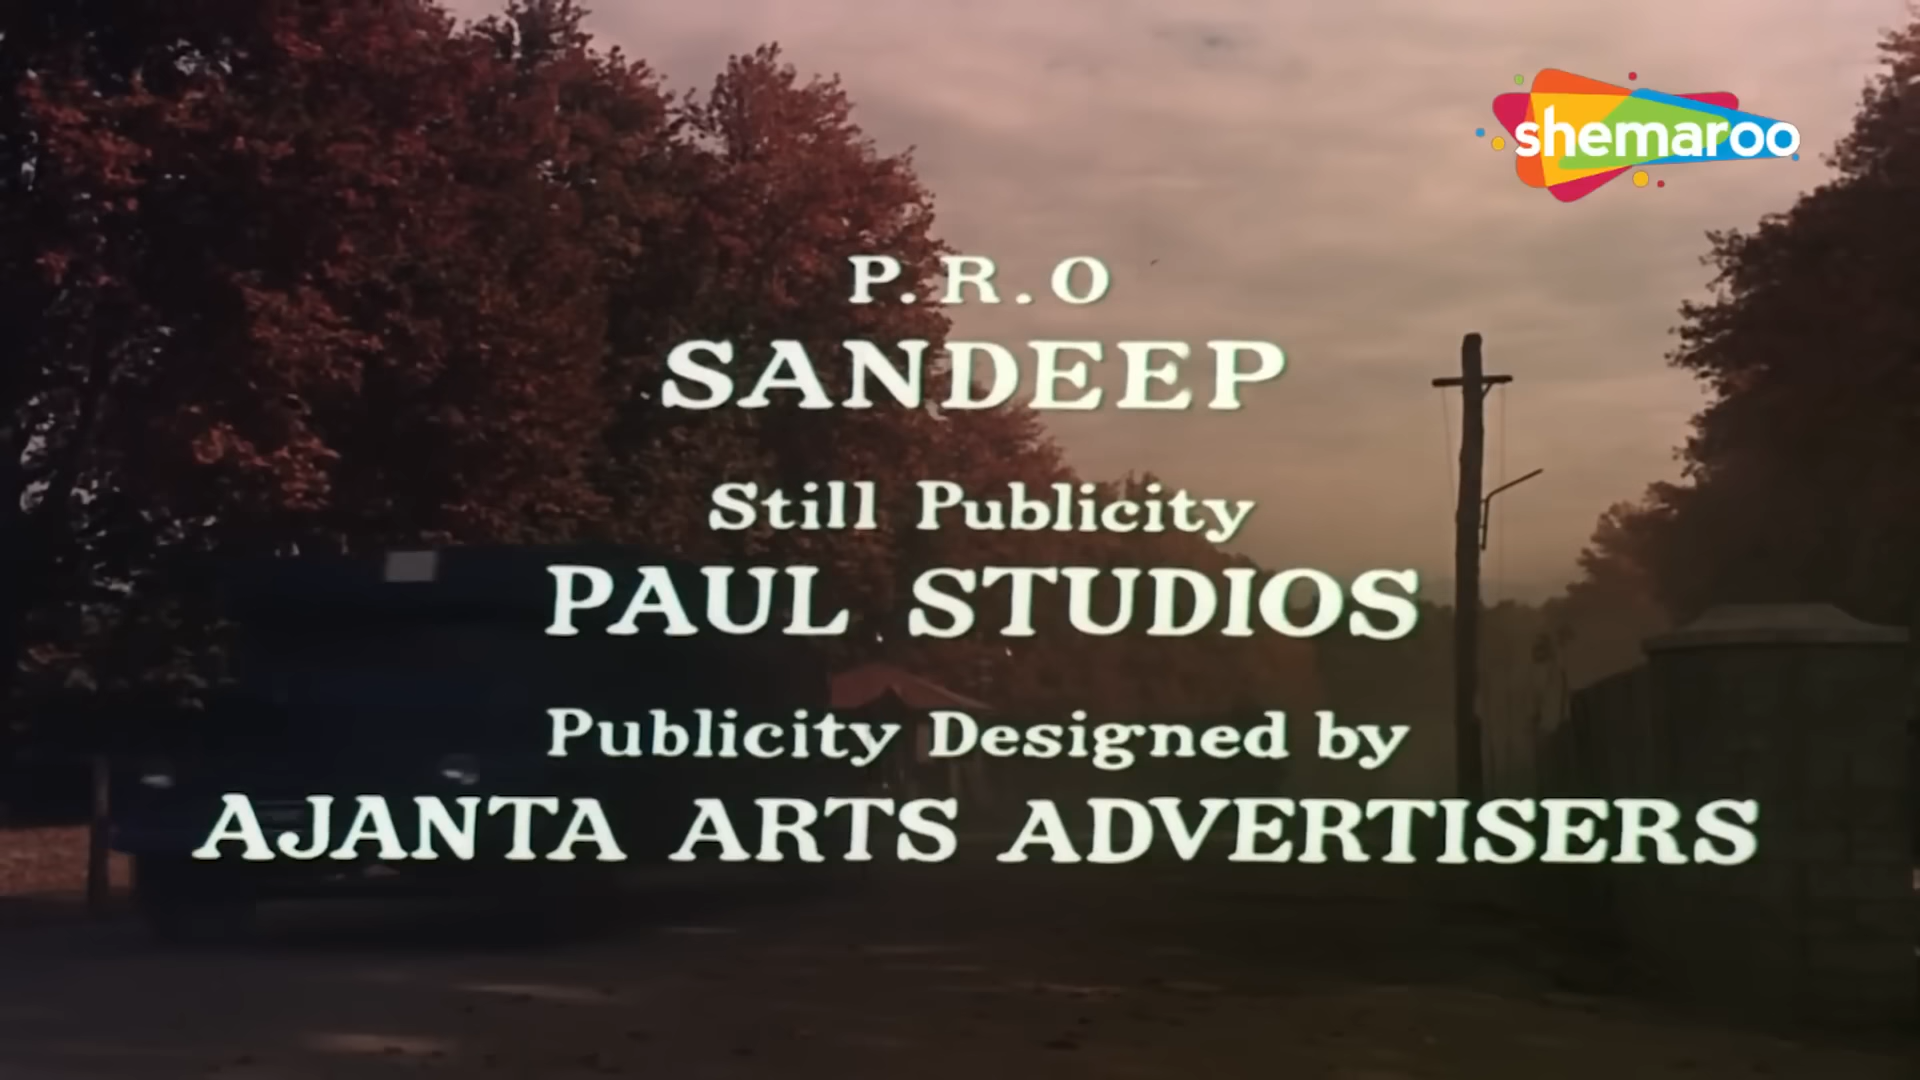 shemaroo
P.R.O
SANDEEP
Still Publicity
PAUL STUDIOS
Publicity Designed by
AJANTA ARTS ADVERTISERS